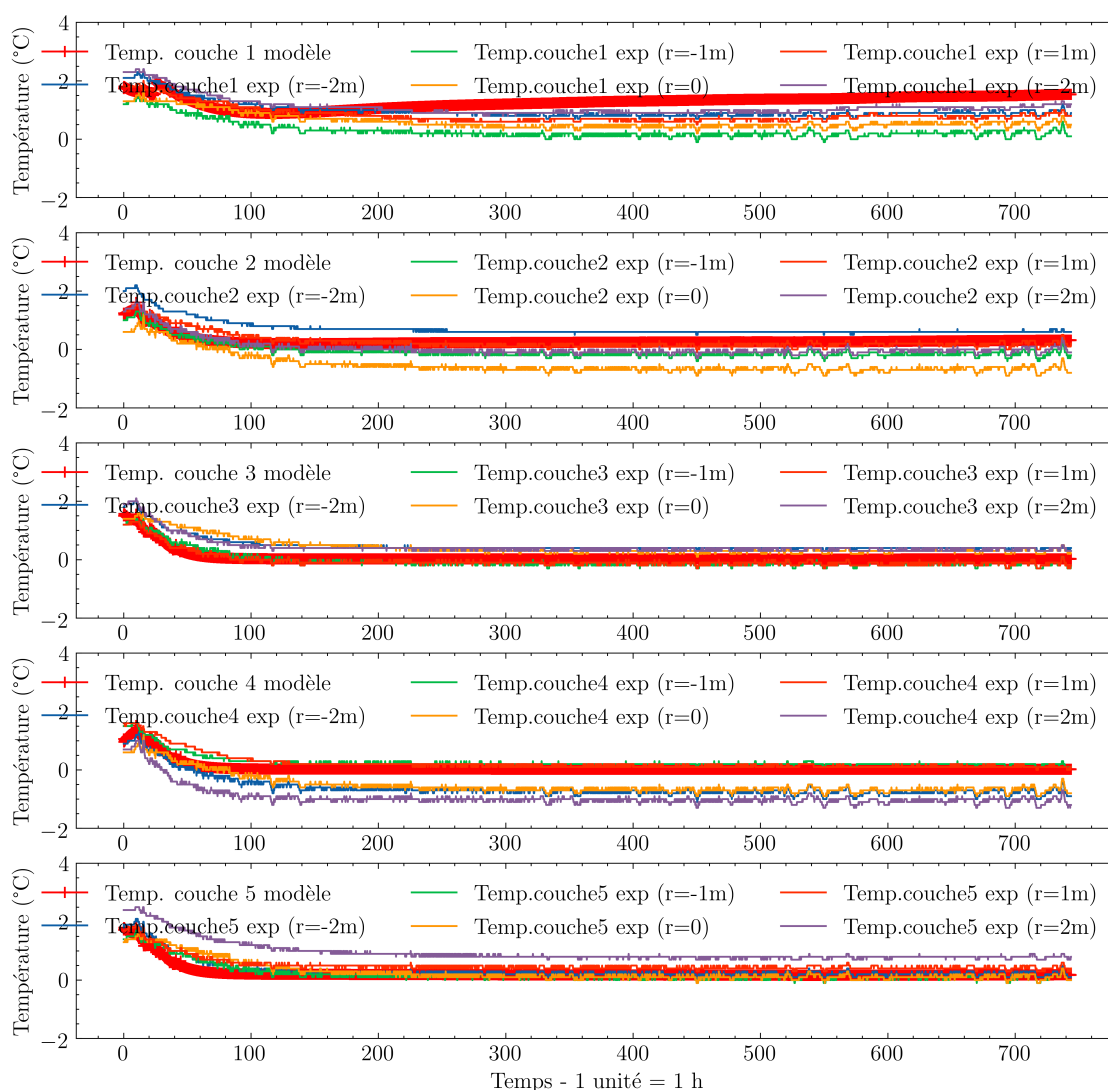 4
Temp. couche 1 modèle Temp.couche1 exp (r=-1m) Temp.couche1 exp (r=1m)
2 Temp.couche1 exp (r=-2m) Temp.couche1 exp (r=0) Temp.couche1 exp (r=2m)
0
−2
Température (°C)
0 100 200 300 400 500 600 700
4
Temp. couche 2 modèle Temp.couche2 exp (r=-1m) Temp.couche2 exp (r=1m)
2 Temp.couche2 exp (r=-2m) Temp.couche2 exp (r=0) Temp.couche2 exp (r=2m)
0
−2
Température (°C)
0 100 200 300 400 500 600 700
4
Temp. couche 3 modèle Temp.couche3 exp (r=-1m) Temp.couche3 exp (r=1m)
2 Temp.couche3 exp (r=-2m) Temp.couche3 exp (r=0) Temp.couche3 exp (r=2m)
0
−2
Température (°C)
0 100 200 300 400 500 600 700
4
Temp. couche 4 modèle Temp.couche4 exp (r=-1m) Temp.couche4 exp (r=1m)
2 Temp.couche4 exp (r=-2m) Temp.couche4 exp (r=0) Temp.couche4 exp (r=2m)
0
−2
Température (°C)
0 100 200 300 400 500 600 700
4
Temp. couche 5 modèle Temp.couche5 exp (r=-1m) Temp.couche5 exp (r=1m)
2 Temp.couche5 exp (r=-2m) Temp.couche5 exp (r=0) Temp.couche5 exp (r=2m)
0
−2
Température (°C)
0 100 200 300 400 500 600 700
Temps - 1 unité = 1 h